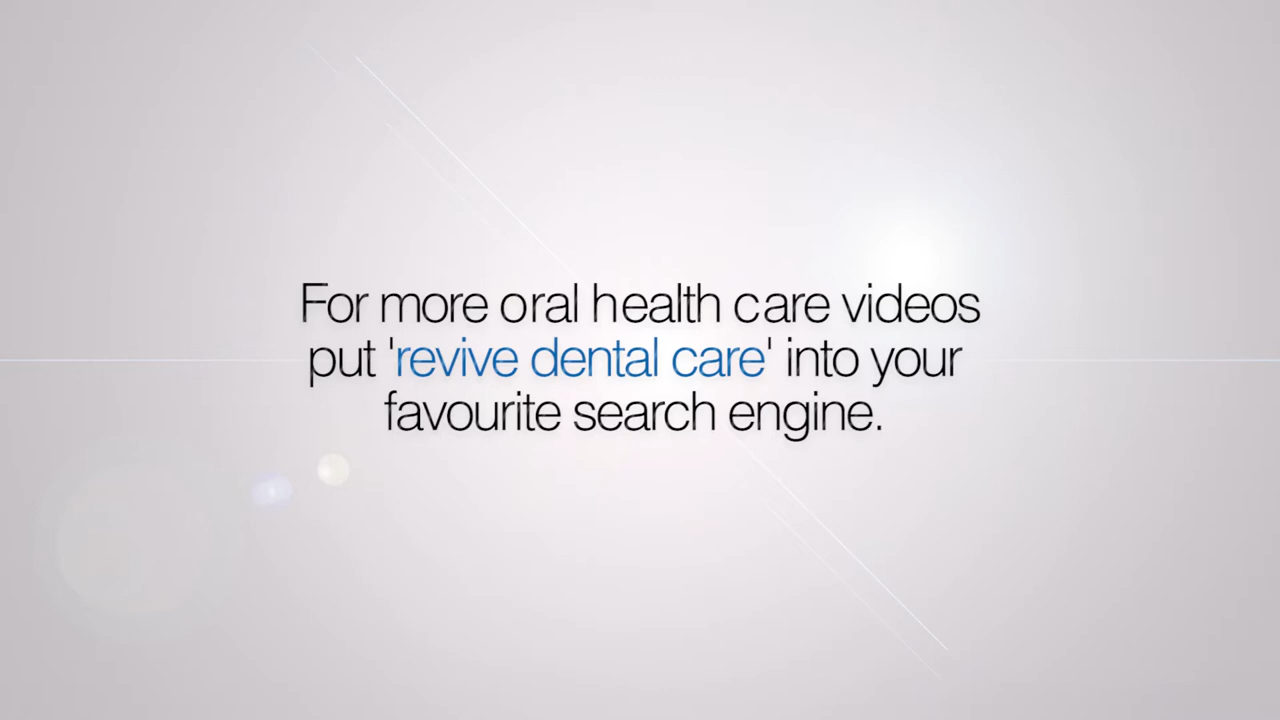 For more oral health care videos
put 'revive dental care' into your
favourite search engine.